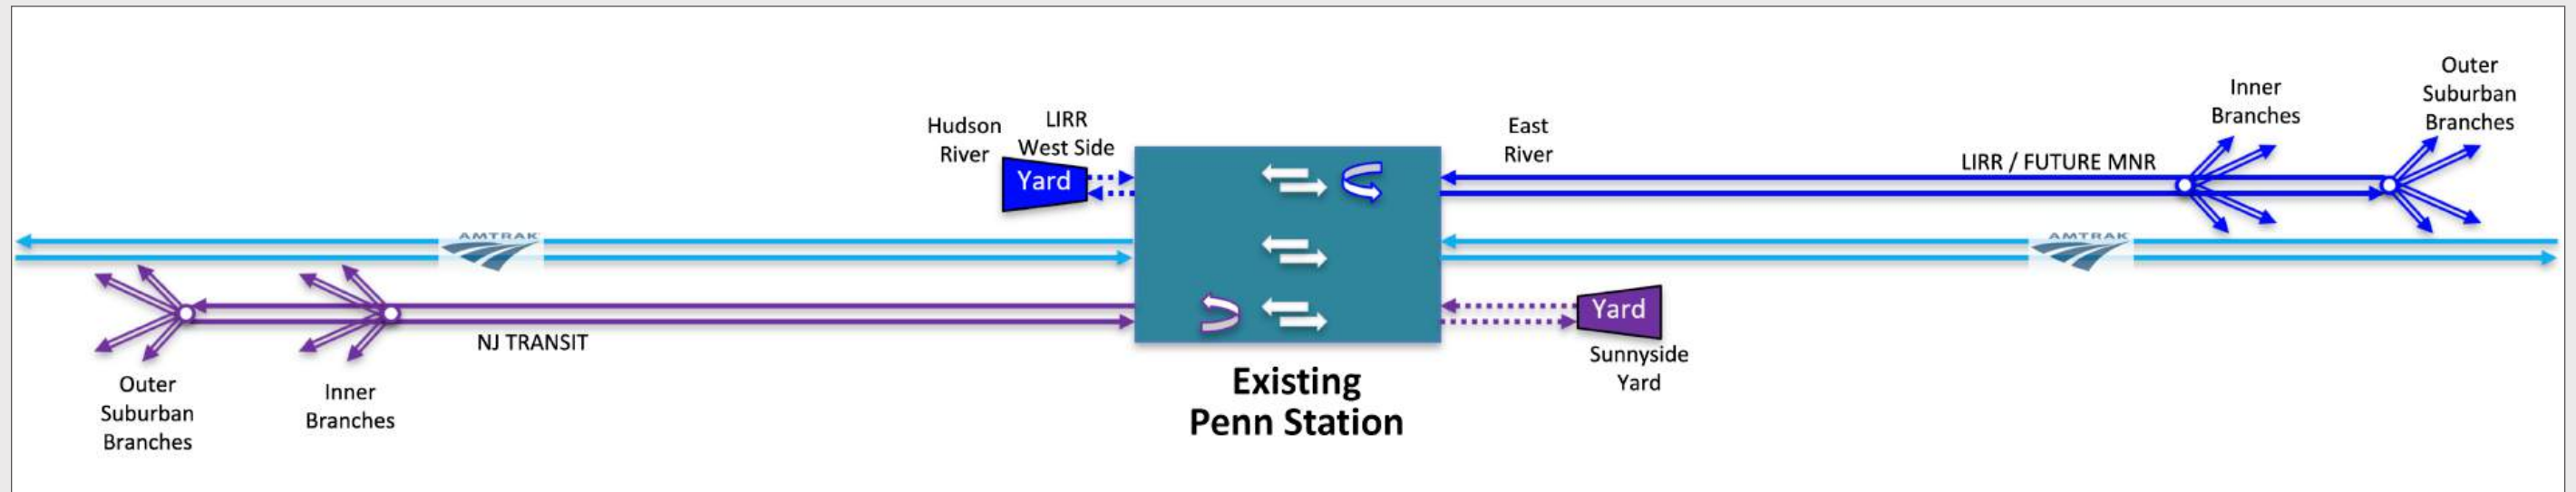 Hudson
River
LIRR
West Side
Yard
East
River
LIRR / FUTURE MNR
Inner
Branches
Outer
Suburban
Branches
AMTRAK
AMTRAK
NJ TRANSIT
Outer
Suburban
Branches
Inner
Branches
Yard
Sunnyside
Yard
Existing
Penn Station